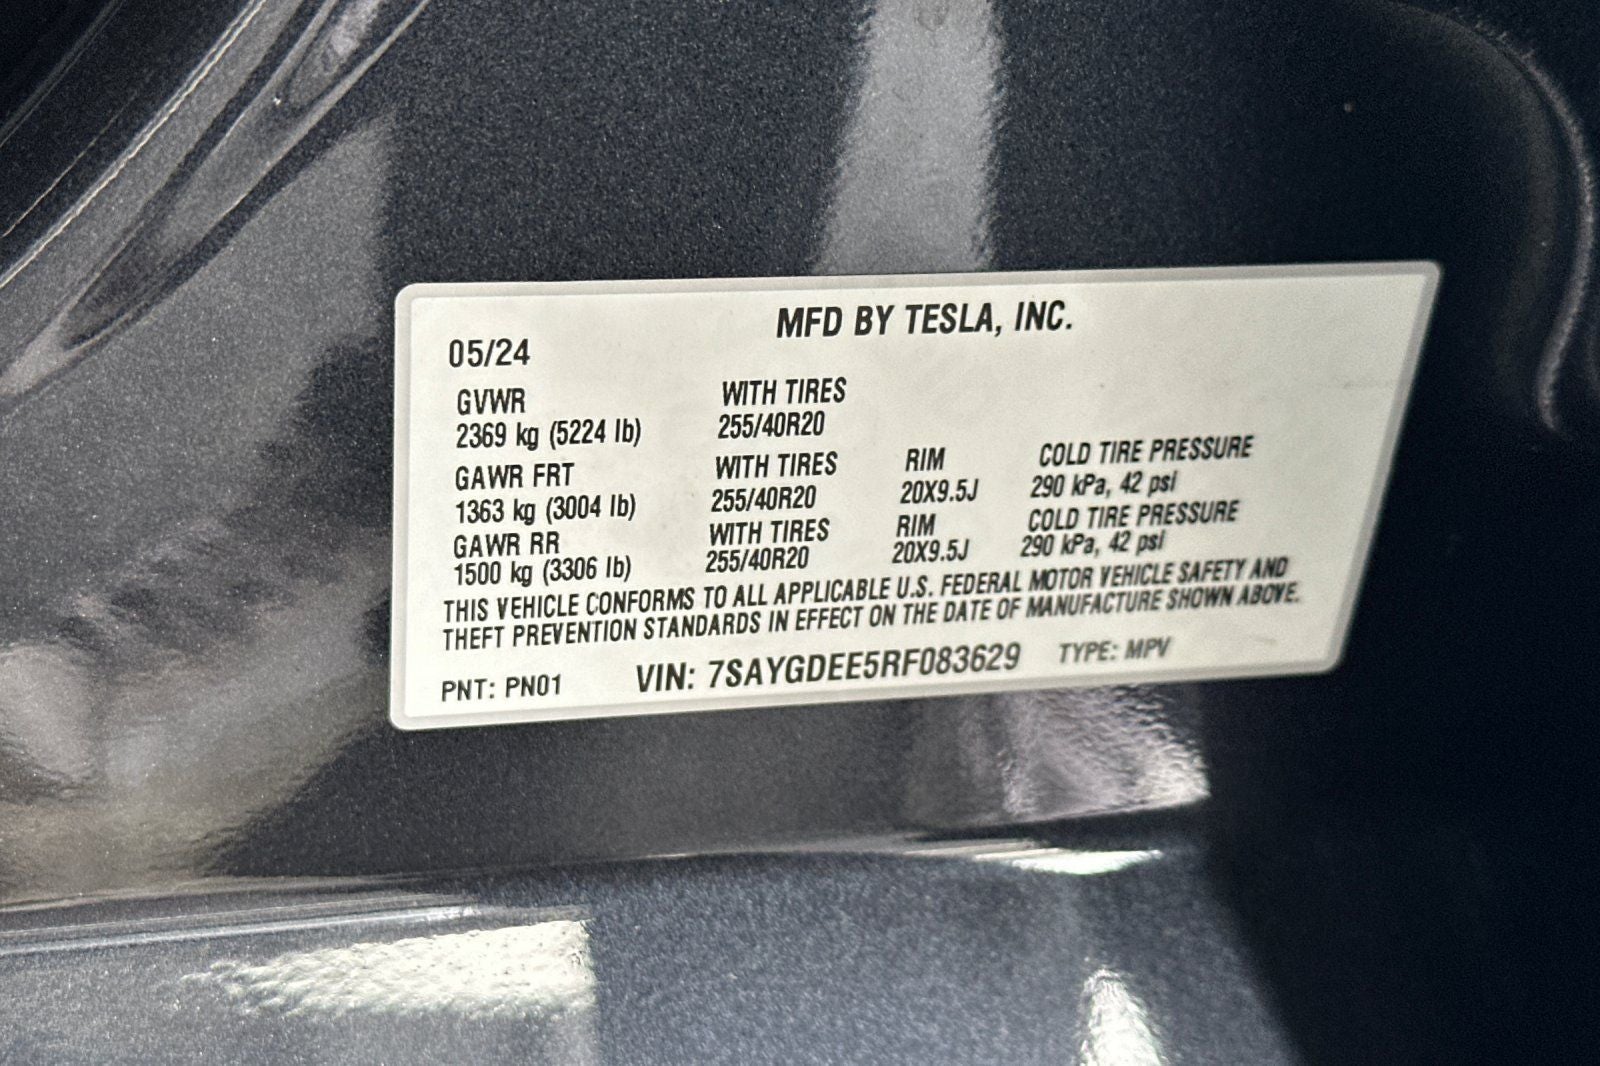 MFD BY TESLA, INC.
05/24
GVWR WITH TIRES
2369 kg (5224 lb) 255/40R20
GAWR FRT WITH TIRES RIM COLD TIRE PRESSURE
1363 kg (3004 lb) 255/40R20 20X9.5J 290 kPa, 42 psi
GAWR RR WITH TIRES RIM COLD TIRE PRESSURE
1500 kg (3306 lb) 255/40R20 20X9.5J 290 kPa, 42 psi
THIS VEHICLE CONFORMS TO ALL APPLICABLE U.S. FEDERAL MOTOR VEHICLE SAFETY AND
THEFT PREVENTION STANDARDS IN EFFECT ON THE DATE OF MANUFACTURE SHOWN ABOVE.
PNT: PN01 VIN: 7SAYGDEE5RF083629 TYPE: MPV